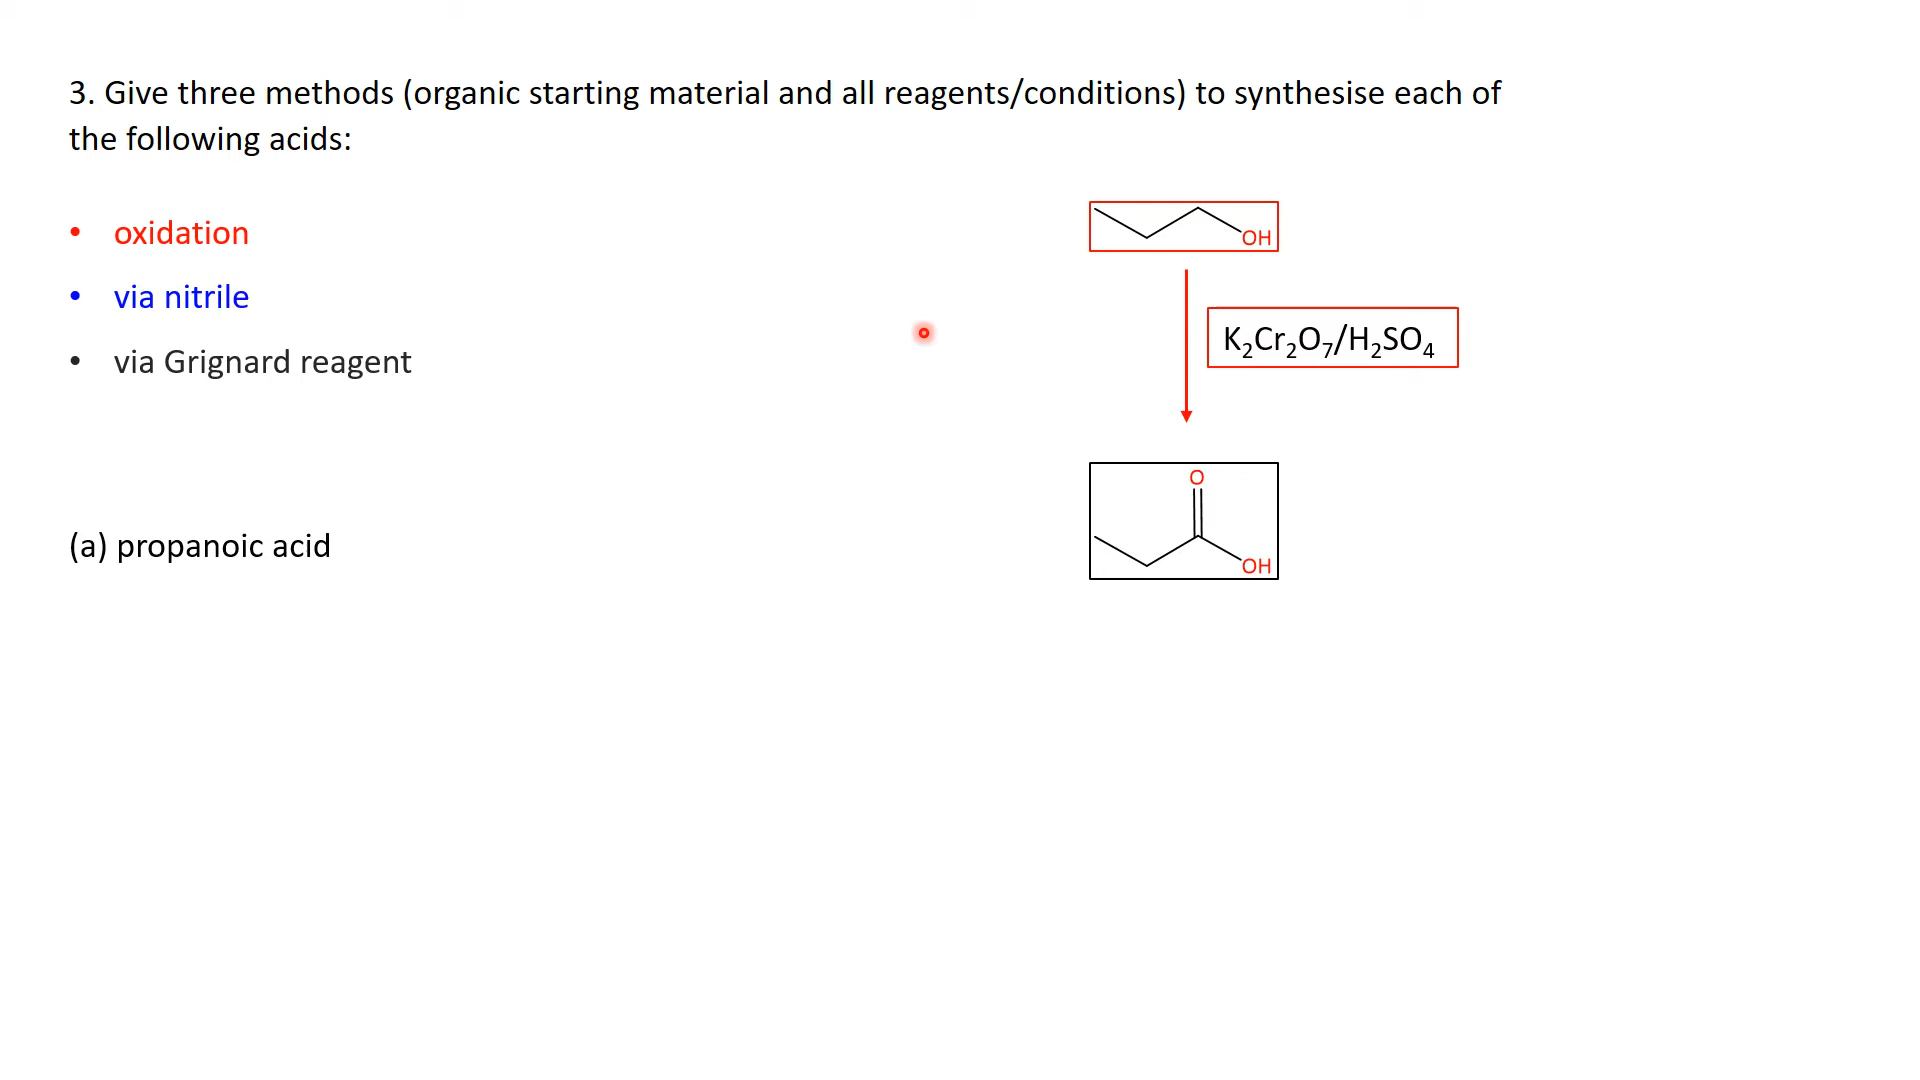 3. Give three methods (organic starting material and all reagents/conditions) to synthesise each of
the following acids:
• oxidation
• via nitrile
• via Grignard reagent
OH
K₂Cr₂O₇/H₂SO₄
O
OH
(a) propanoic acid